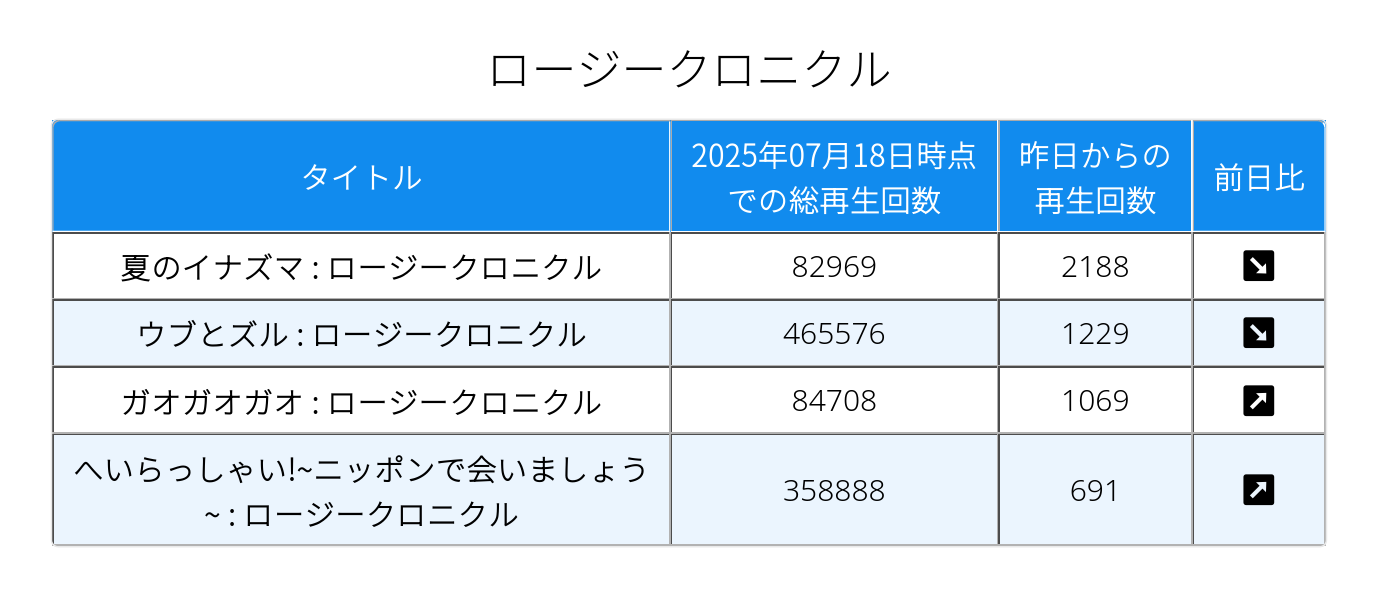 ロージークロニクル
タイトル
2025年07月18日時点
での総再生回数
昨日からの
再生回数
前日比
夏のイナズマ : ロージークロニクル
82969
2188
↘
ウブとズル : ロージークロニクル
465576
1229
↘
ガオガオガオ : ロージークロニクル
84708
1069
↗
へいらっしゃい!~ニッポンで会いましょう
~ : ロージークロニクル
358888
691
↗